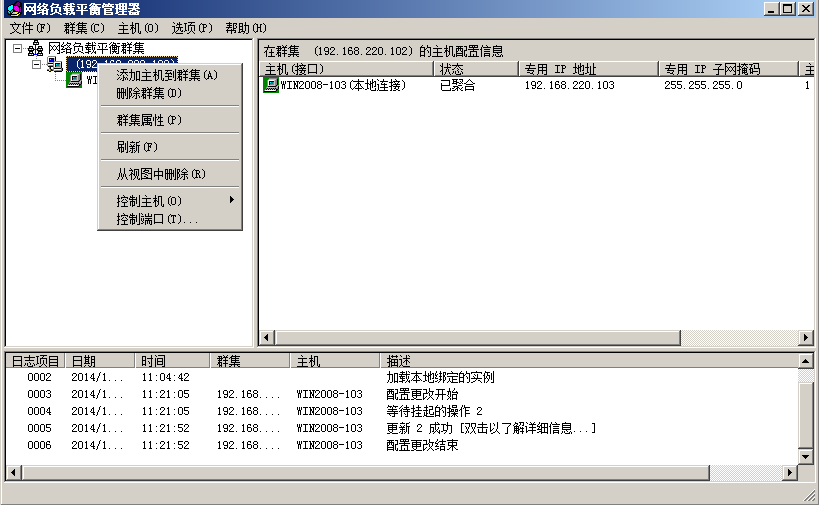 网络负载平衡管理器
文件(F) 群集(C) 主机(O) 选项(P) 帮助(H)
网络负载平衡群集
添加主机到群集(A)
删除群集(D)
群集属性(P)
刷新(F)
从视图中删除(R)
控制主机(O)
控制端口(T)...
在群集 (192.168.220.102) 的主机配置信息
主机(接口) 状态 专用 IP 地址 专用 IP 子网掩码 主
WIN2008-103(本地连接) 已聚合 192.168.220.103 255.255.255.0 1
日志项目 日期 时间 群集 主机 描述
0002 2014/1... 11:04:42 加载本地绑定的实例
0003 2014/1... 11:21:05 192.168.... WIN2008-103 配置更改开始
0004 2014/1... 11:21:05 192.168.... WIN2008-103 等待挂起的操作 2
0005 2014/1... 11:21:52 192.168.... WIN2008-103 更新 2 成功 [双击以了解详细信息...]
0006 2014/1... 11:21:52 192.168.... WIN2008-103 配置更改结束